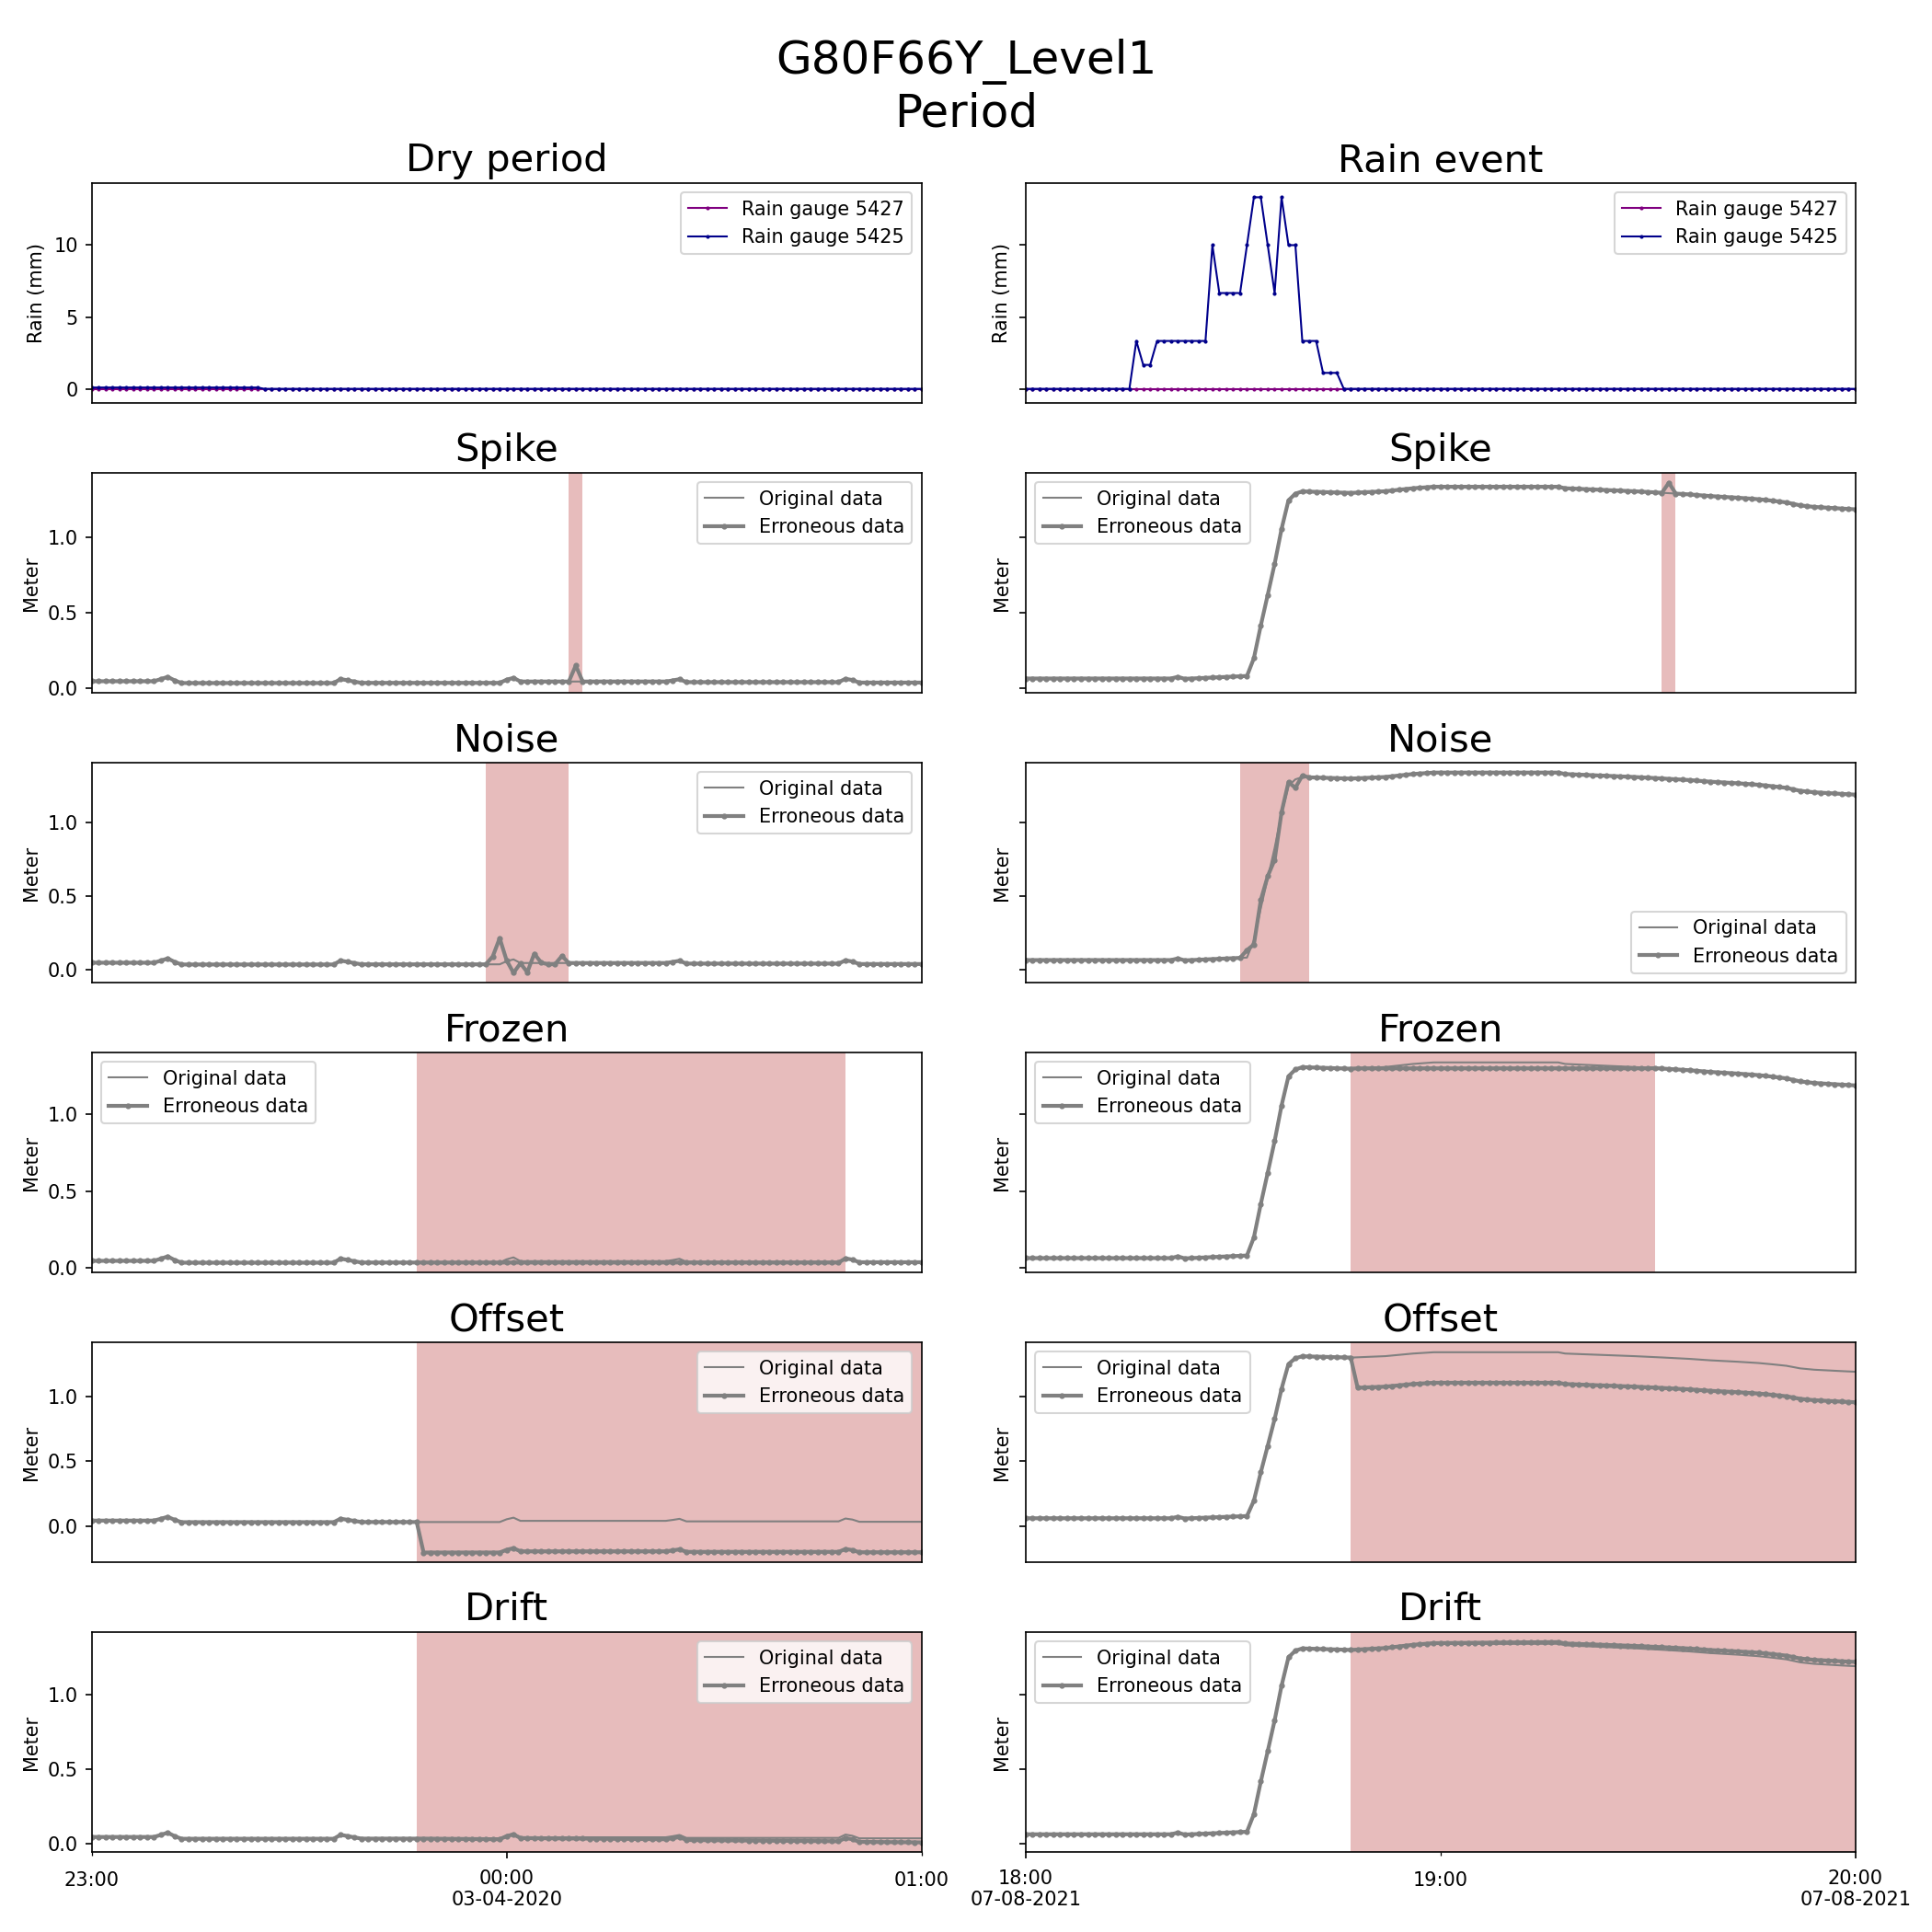 G80F66Y_Level1
Period
Dry period
Rain event
Rain (mm)
10
5
0
Rain gauge 5427
Rain gauge 5425
Rain (mm)
Rain gauge 5427
Rain gauge 5425
Spike
Spike
Meter
1.0
0.5
0.0
Original data
Erroneous data
Meter
Original data
Erroneous data
Noise
Noise
Meter
1.0
0.5
0.0
Original data
Erroneous data
Meter
Original data
Erroneous data
Frozen
Frozen
Meter
1.0
0.5
0.0
Original data
Erroneous data
Meter
Original data
Erroneous data
Offset
Offset
Meter
1.0
0.5
0.0
Original data
Erroneous data
Meter
Original data
Erroneous data
Drift
Drift
Meter
1.0
0.5
0.0
Original data
Erroneous data
Meter
Original data
Erroneous data
23:00
00:00
03-04-2020
01:00
18:00
07-08-2021
19:00
20:00
07-08-2021